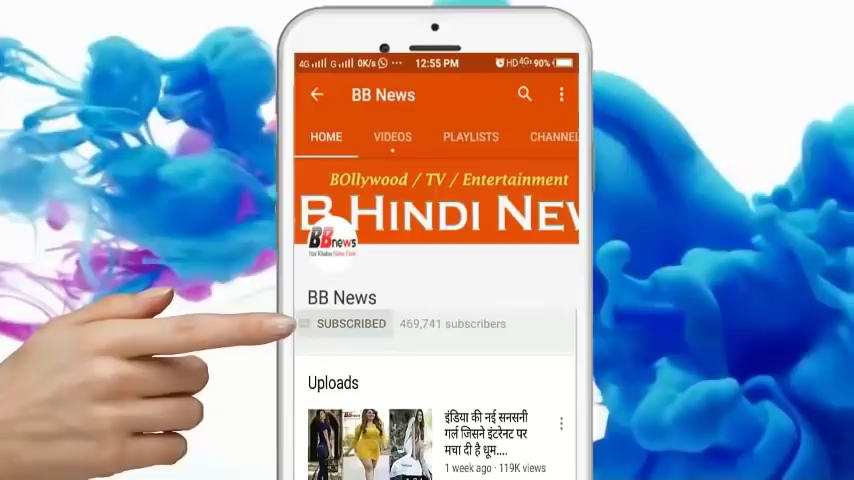 4G G 0K/s ··· 12:55 PM HD 4G 90%
BB News
HOME VIDEOS PLAYLISTS CHANNEL
BOllywood / TV / Entertainment
BB HINDI NEW
BBnews
BB News
SUBSCRIBED 469,741 subscribers
Uploads
इंडिया की नई सनसनी
गर्ल जिसने इंटरनेट पर
मचा दी है धूम....
1 week ago · 119K views